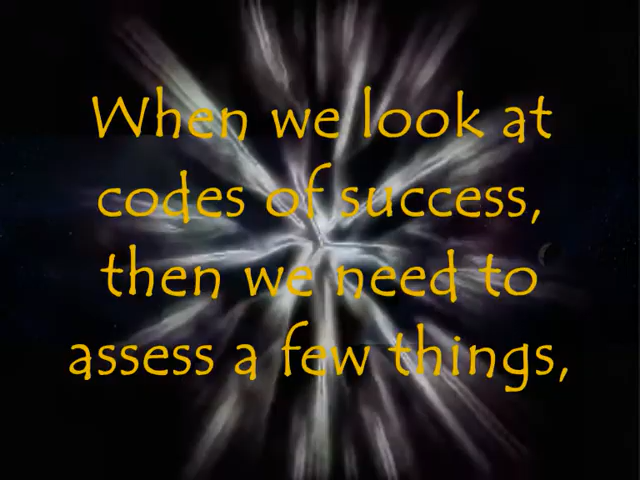 When we look at
codes of success,
then we need to
assess a few things,